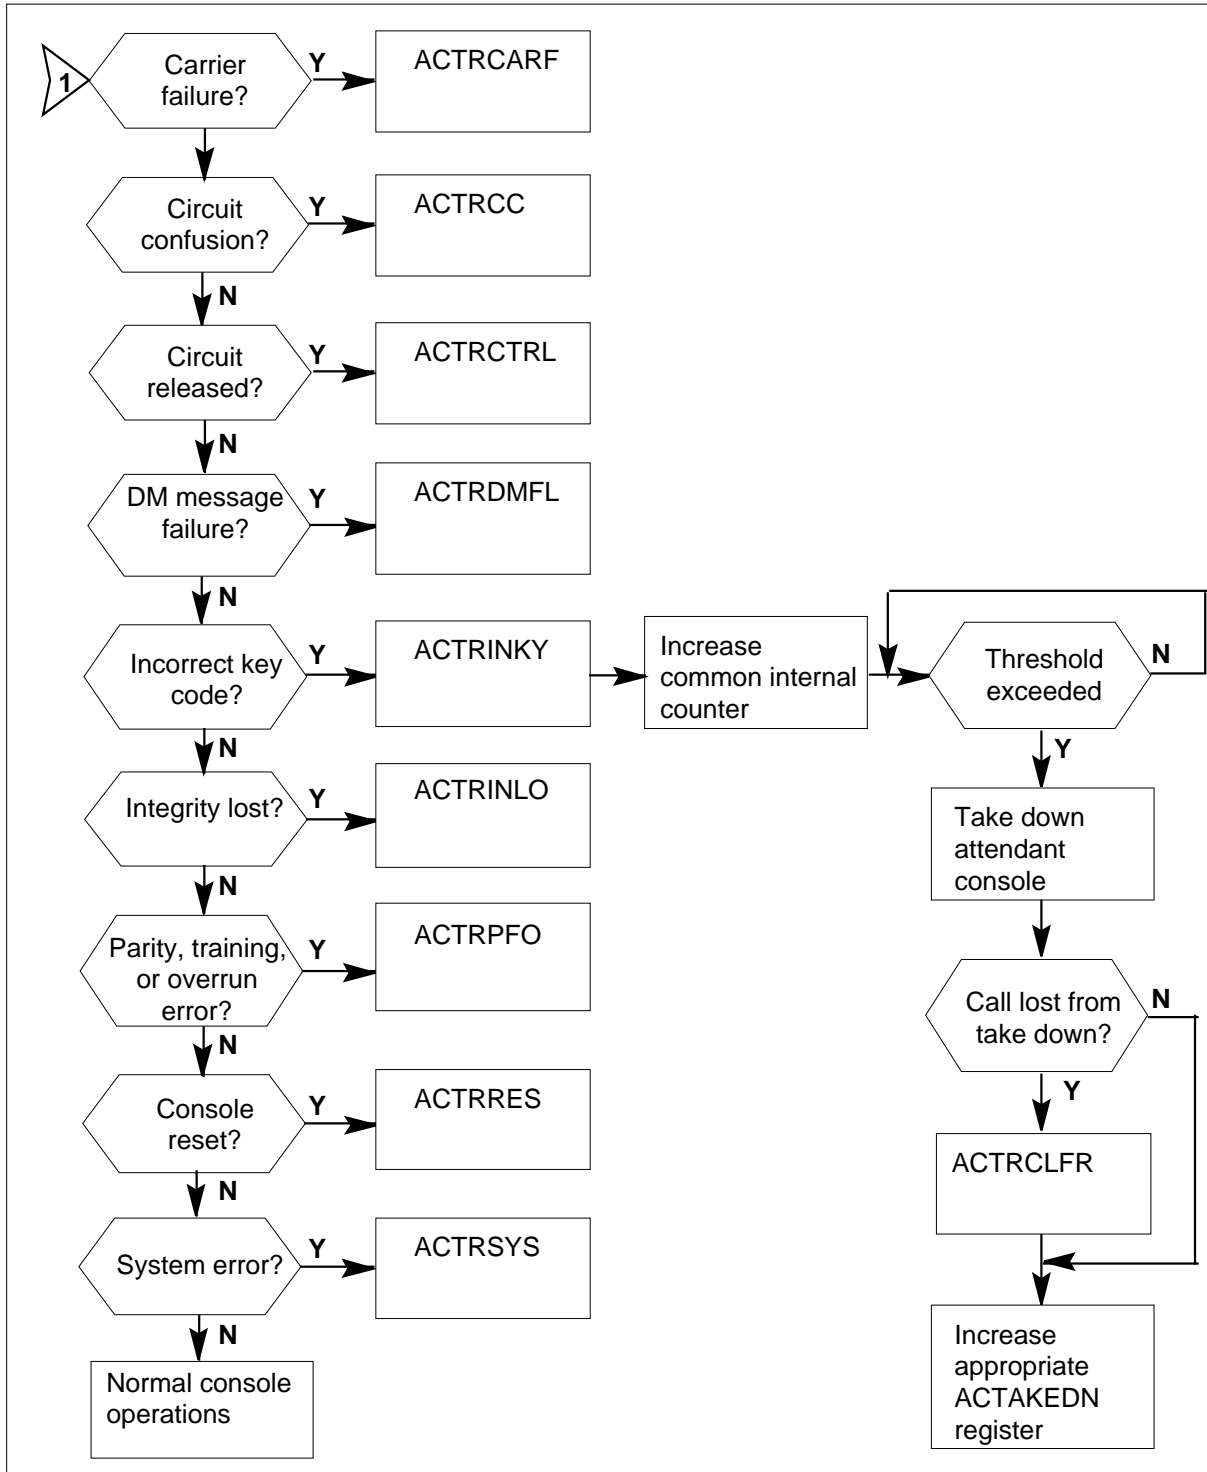 1
Carrier
failure?
Y
ACTRCARF
Circuit
confusion?
Y
ACTRCC
N
Circuit
released?
Y
ACTRCTRL
N
DM message
failure?
Y
ACTRDMFL
N
Incorrect key
code?
Y
ACTRINKY
Increase
common internal
counter
Threshold
exceeded
N
Y
N
Integrity lost?
Y
ACTRINLO
Take down
attendant
console
N
Parity, training,
or overrun
error?
Y
ACTRPFO
Call lost from
take down?
N
Y
N
Console
reset?
Y
ACTRRES
ACTRCLFR
N
System error?
Y
ACTRSYS
N
Normal console
operations
Increase
appropriate
ACTAKEDN
register